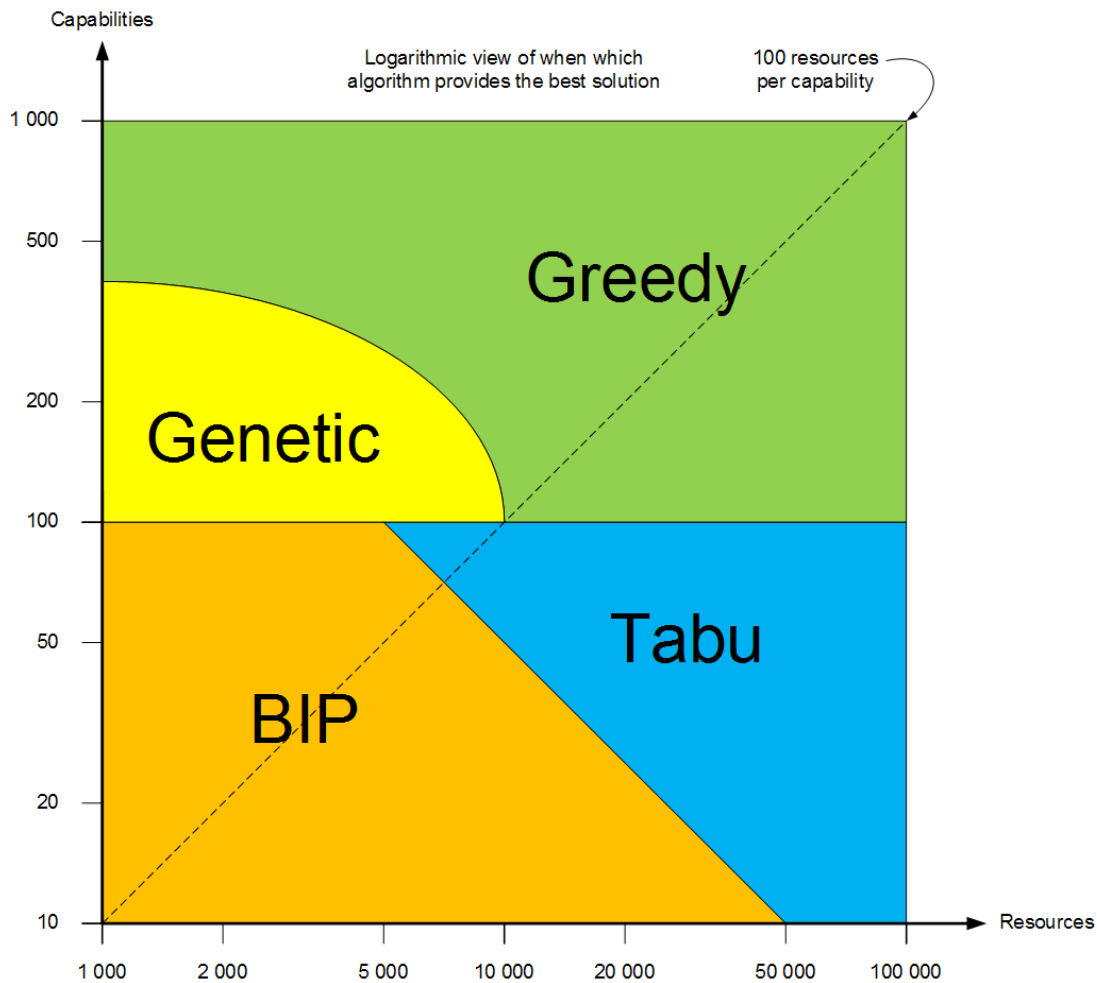 Capabilities
Logarithmic view of when which
algorithm provides the best solution
100 resources
per capability
1 000
500
Greedy
200
Genetic
100
50
Tabu
BIP
20
10
Resources
1 000
2 000
5 000
10 000
20 000
50 000
100 000